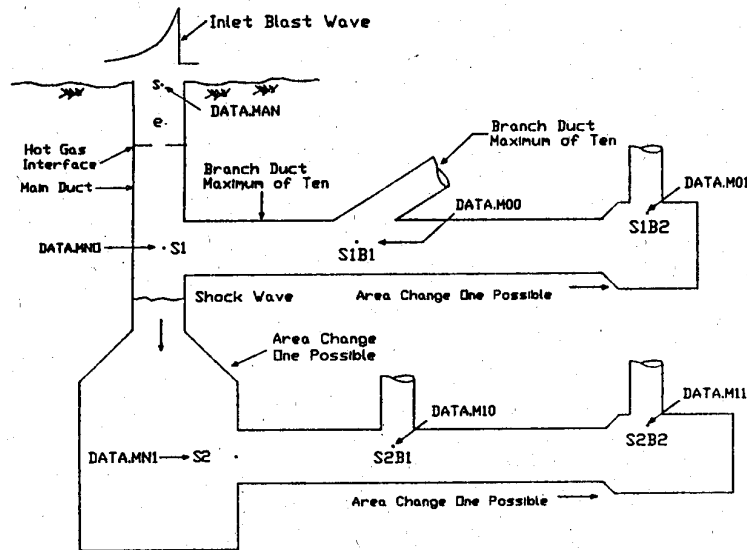 Inlet Blast Wave
S
DATA.MAN
e
Hot Gas
Interface
Main Duct
Branch Duct
Maximum of Ten
Branch Duct
Maximum of Ten
DATA.M00
DATA.M01
DATA.MN0
S1
S1B1
S1B2
Shock Wave
Area Change One Possible
Area Change
One Possible
DATA.M10
DATA.M11
DATA.MN1
S2
S2B1
S2B2
Area Change One Possible